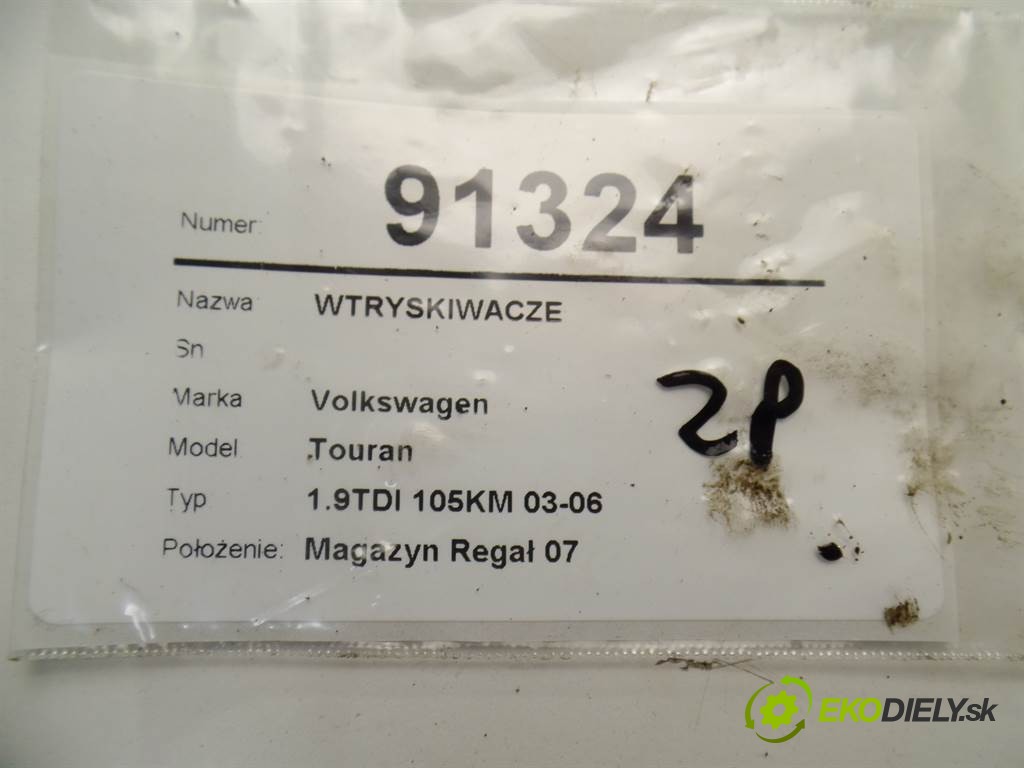 Numer: 91324
Nazwa WTRYSKIWACZE
Sn
Marka Volkswagen
Model Touran
Typ 1.9TDI 105KM 03-06
Położenie: Magazyn Regał 07
2P
EKODIELY.sk